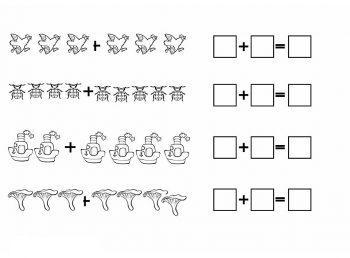 + + =
+ + =
+ + =
+ + =